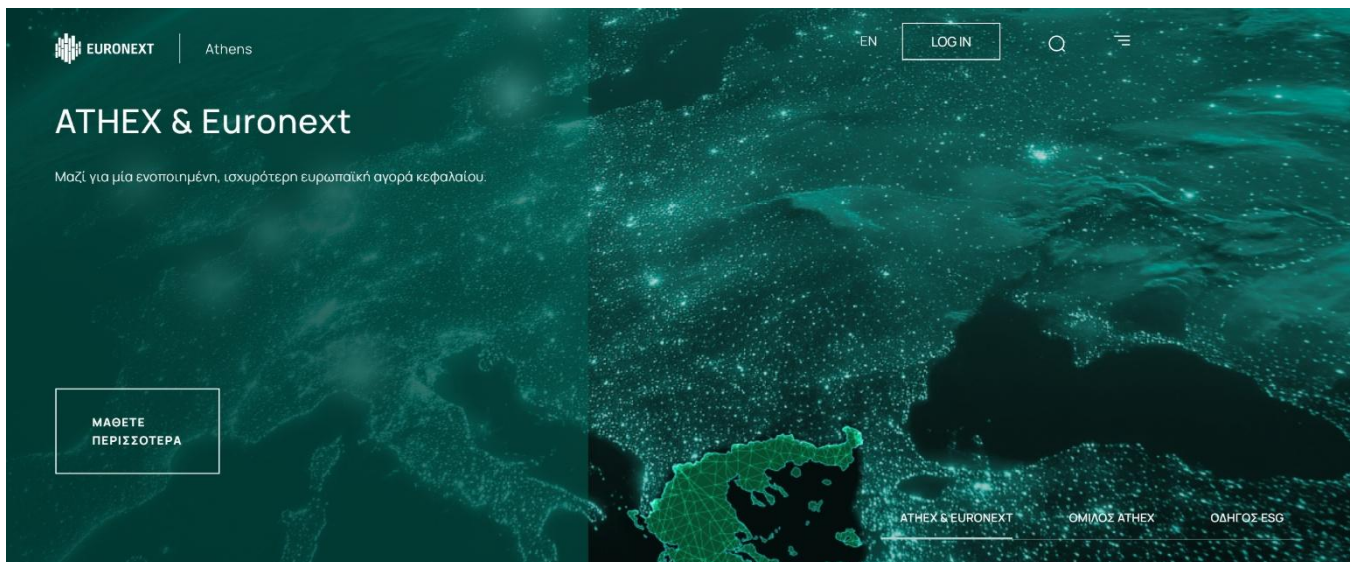 EURONEXT
Athens
EN
LOG IN
ATHEX & Euronext
Μαζί για μία ενοποιημένη, ισχυρότερη ευρωπαϊκή αγορά κεφαλαίου.
ΜΑΘΕΤΕ
ΠΕΡΙΣΣΟΤΕΡΑ
ATHEX & EURONEXT
ΟΜΙΛΟΣ ATHEX
ΟΔΗΓΟΣ ESG